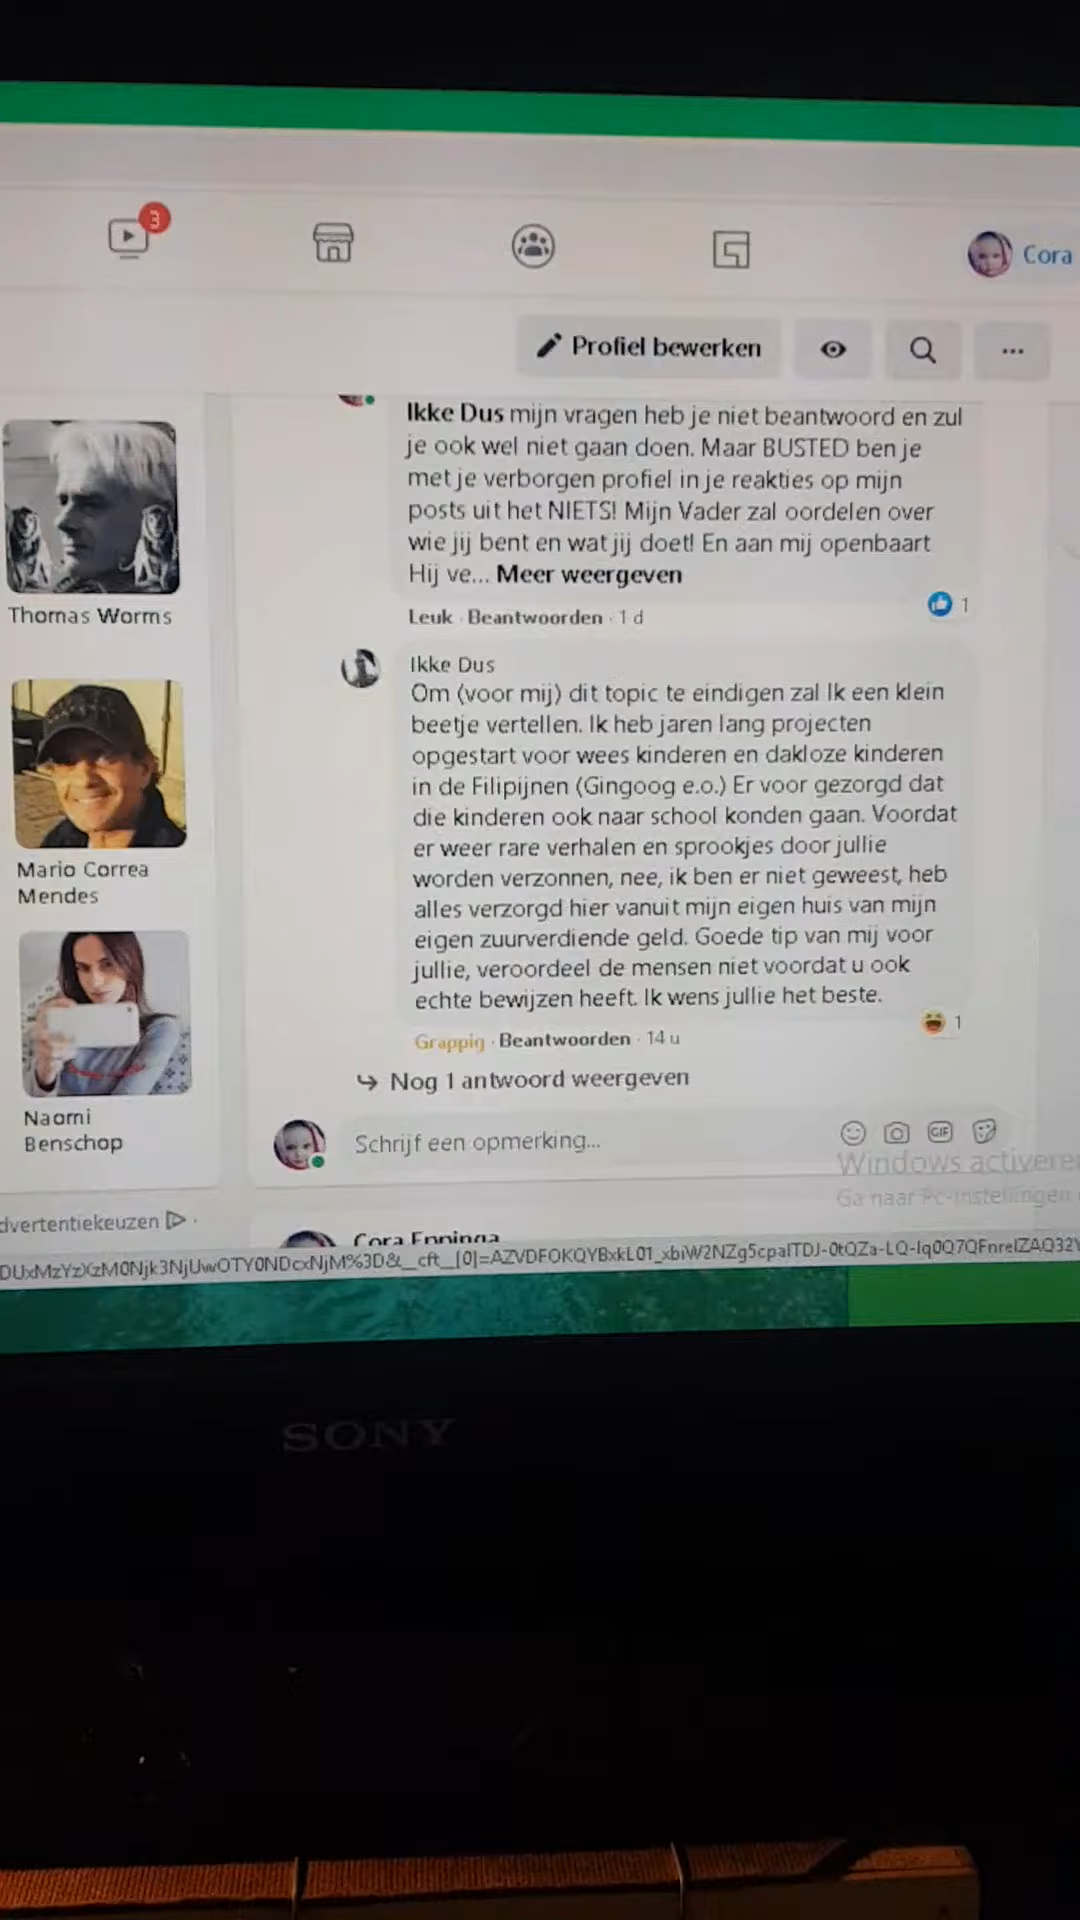 3
Cora
Profiel bewerken
Ikke Dus mijn vragen heb je niet beantwoord en zul
je ook wel niet gaan doen. Maar BUSTED ben je
met je verborgen profiel in je reakties op mijn
posts uit het NIETS! Mijn Vader zal oordelen over
wie jij bent en wat jij doet! En aan mij openbaart
Hij ve... Meer weergeven
Leuk · Beantwoorden · 1 d
1
Thomas Worms
Ikke Dus
Om (voor mij) dit topic te eindigen zal Ik een klein
beetje vertellen. Ik heb jaren lang projecten
opgestart voor wees kinderen en dakloze kinderen
in de Filipijnen (Gingoog e.o.) Er voor gezorgd dat
die kinderen ook naar school konden gaan. Voordat
er weer rare verhalen en sprookjes door jullie
worden verzonnen, nee, ik ben er niet geweest, heb
alles verzorgd hier vanuit mijn eigen huis van mijn
eigen zuurverdiende geld. Goede tip van mij voor
jullie, veroordeel de mensen niet voordat u ook
echte bewijzen heeft. Ik wens jullie het beste.
Grappig · Beantwoorden · 14 u
1
Mario Correa
Mendes
Nog 1 antwoord weergeven
Naomi
Benschop
Schrijf een opmerking...
GIF
Windows activeren
Ga naar Pc-instellingen
dvertentiekeuzen
Cora Enninga
SONY